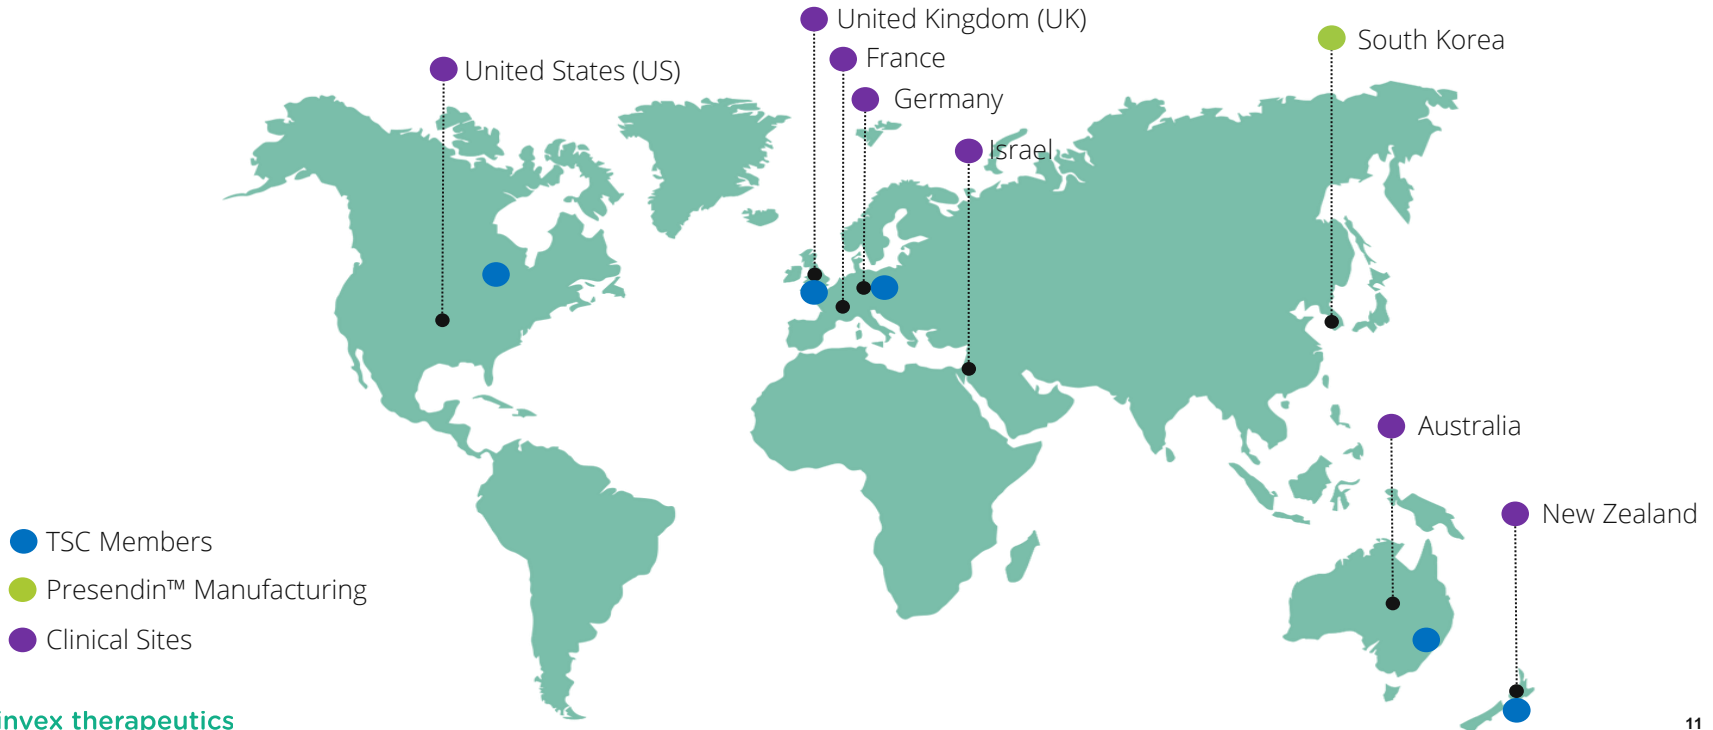 United Kingdom (UK)
South Korea
France
United States (US)
Germany
Israel
Australia
New Zealand
TSC Members
Presendin™ Manufacturing
Clinical Sites
invex therapeutics
11